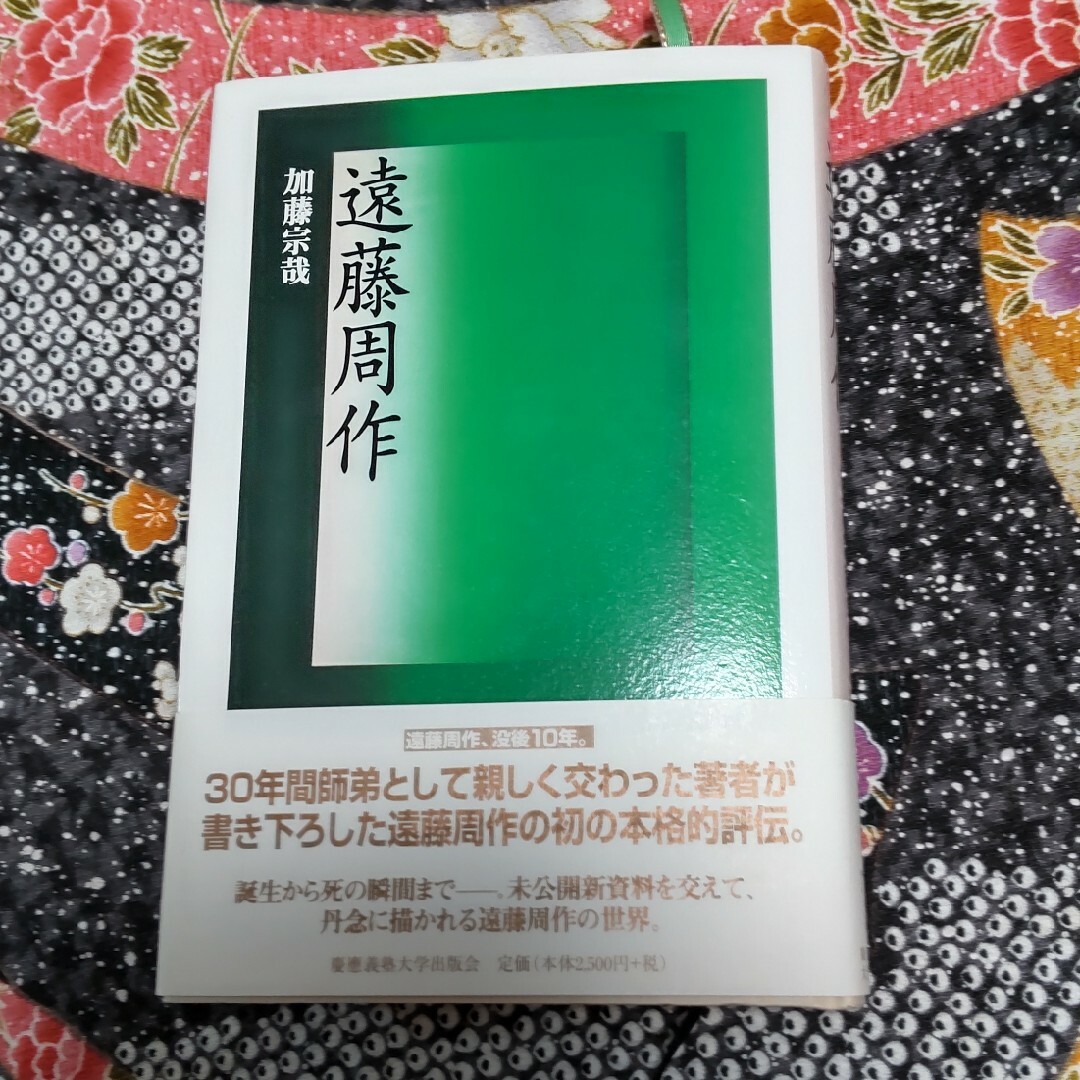 遠藤周作
加藤宗哉
遠藤周作、没後10年。
30年間師弟として親しく交わった著者が
書き下ろした遠藤周作の初の本格的評伝。
誕生から死の瞬間まで――。未公開新資料を交えて、
丹念に描かれる遠藤周作の世界。
慶應義塾大学出版会 定価(本体2,500円+税)